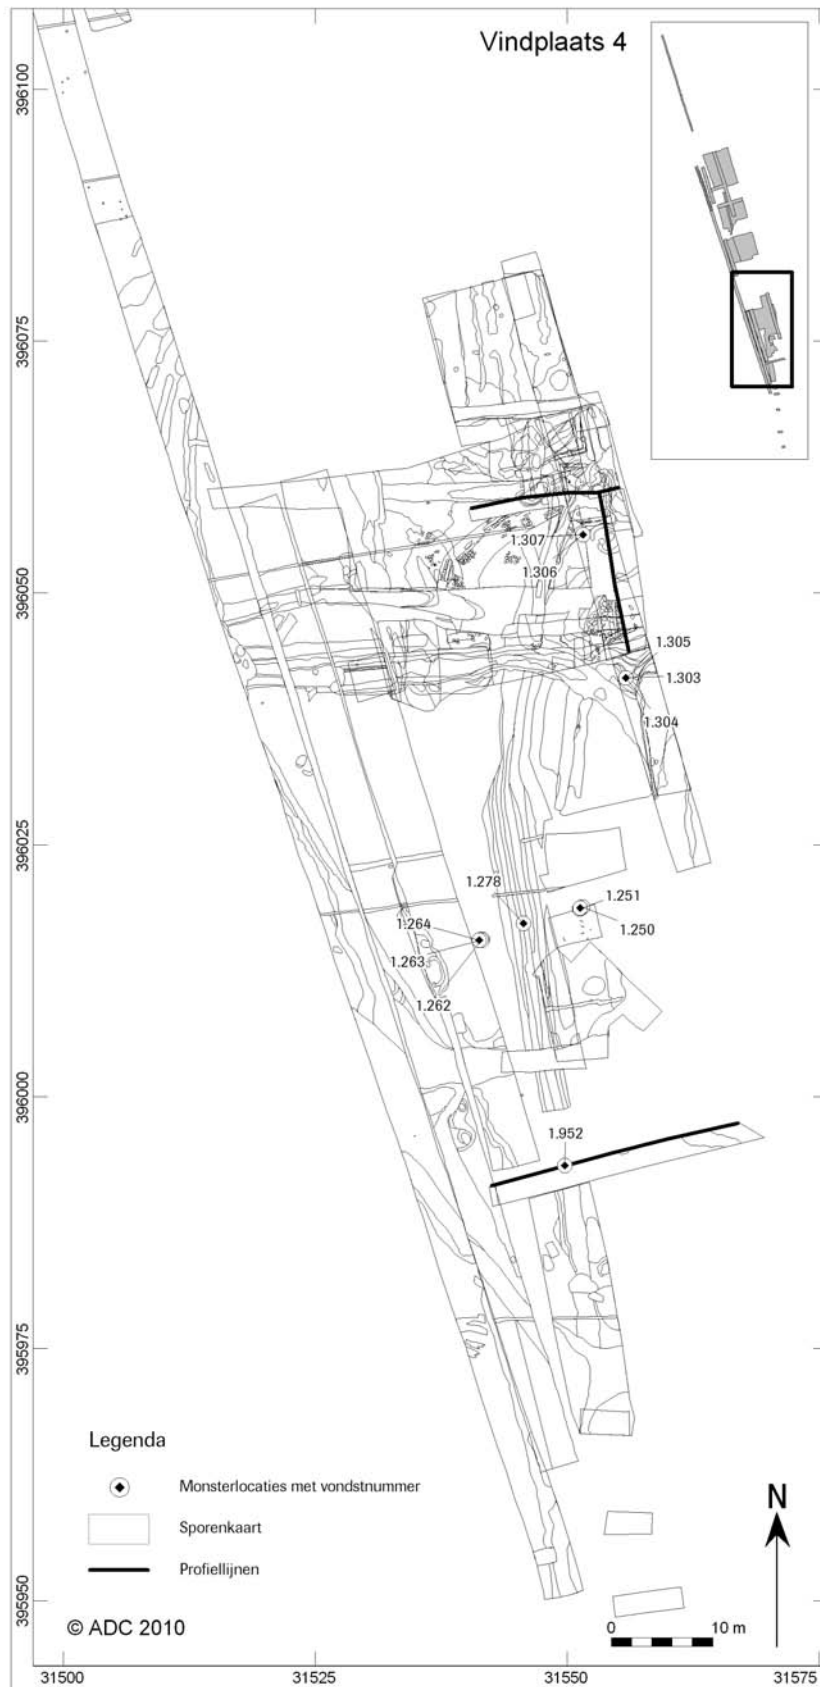 Vindplaats 4
396100
396075
396050
396025
396000
395975
395950
1.307
1.306
1.305
1.303
1.304
1.278
1.251
1.250
1.264
1.263
1.262
1.952
Legenda
Monsterlocaties met vondstnummer
Sporenkaart
Profiellijnen
© ADC 2010
N
0 10 m
31500 31525 31550 31575